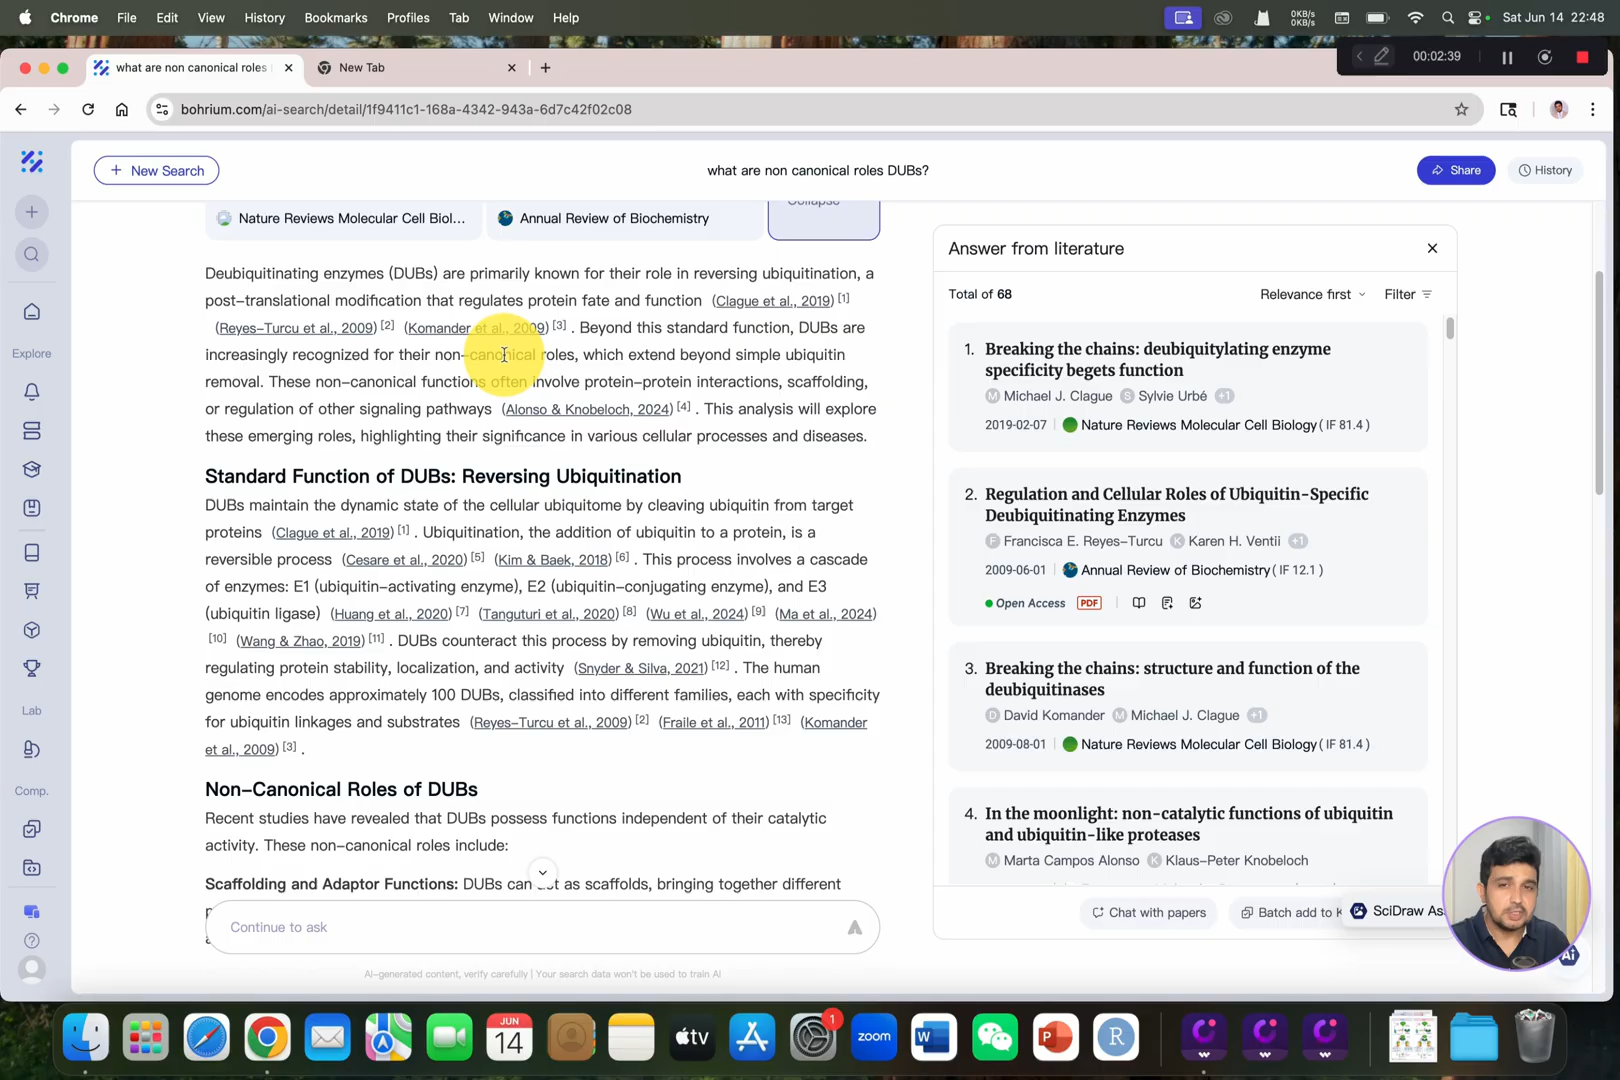 Chrome File Edit View History Bookmarks Profiles Tab Window Help
0KB/s
0KB/s
Sat Jun 14 22:48
what are non canonical roles
New Tab
00:02:39
bohrium.com/ai-search/detail/1f9411c1-168a-4342-943a-6d7c42f02c08
New Search
what are non canonical roles DUBs?
Share
History
Nature Reviews Molecular Cell Biol...
Annual Review of Biochemistry
Collapse
Deubiquitinating enzymes (DUBs) are primarily known for their role in reversing ubiquitination, a
post-translational modification that regulates protein fate and function (Clague et al., 2019) [1]
(Reyes-Turcu et al., 2009) [2] (Komander et al., 2009) [3] . Beyond this standard function, DUBs are
increasingly recognized for their non-canonical roles, which extend beyond simple ubiquitin
removal. These non-canonical functions often involve protein-protein interactions, scaffolding,
or regulation of other signaling pathways (Alonso & Knobeloch, 2024) [4] . This analysis will explore
these emerging roles, highlighting their significance in various cellular processes and diseases.
Standard Function of DUBs: Reversing Ubiquitination
DUBs maintain the dynamic state of the cellular ubiquitome by cleaving ubiquitin from target
proteins (Clague et al., 2019) [1] . Ubiquitination, the addition of ubiquitin to a protein, is a
reversible process (Cesare et al., 2020) [5] (Kim & Baek, 2018) [6] . This process involves a cascade
of enzymes: E1 (ubiquitin-activating enzyme), E2 (ubiquitin-conjugating enzyme), and E3
(ubiquitin ligase) (Huang et al., 2020) [7] (Tanguturi et al., 2020) [8] (Wu et al., 2024) [9] (Ma et al., 2024)
[10] (Wang & Zhao, 2019) [11] . DUBs counteract this process by removing ubiquitin, thereby
regulating protein stability, localization, and activity (Snyder & Silva, 2021) [12] . The human
genome encodes approximately 100 DUBs, classified into different families, each with specificity
for ubiquitin linkages and substrates (Reyes-Turcu et al., 2009) [2] (Fraile et al., 2011) [13] (Komander
et al., 2009) [3] .
Non-Canonical Roles of DUBs
Recent studies have revealed that DUBs possess functions independent of their catalytic
activity. These non-canonical roles include:
Scaffolding and Adaptor Functions: DUBs can act as scaffolds, bringing together different
Continue to ask
AI-generated content, verify carefully | Your search data won't be used to train AI
Explore
Lab
Comp.
Answer from literature
Total of 68
Relevance first
Filter
1. Breaking the chains: deubiquitylating enzyme
specificity begets function
M Michael J. Clague S Sylvie Urbé +1
2019-02-07 | Nature Reviews Molecular Cell Biology ( IF 81.4 )
2. Regulation and Cellular Roles of Ubiquitin-Specific
Deubiquitinating Enzymes
F Francisca E. Reyes-Turcu K Karen H. Ventii +1
2009-06-01 | Annual Review of Biochemistry ( IF 12.1 )
Open Access PDF
3. Breaking the chains: structure and function of the
deubiquitinases
D David Komander M Michael J. Clague +1
2009-08-01 | Nature Reviews Molecular Cell Biology ( IF 81.4 )
4. In the moonlight: non-catalytic functions of ubiquitin
and ubiquitin-like proteases
M Marta Campos Alonso K Klaus-Peter Knobeloch
Chat with papers
Batch add to K
SciDraw As
Ai
JUN
14
tv
1
zoom
W
P
R